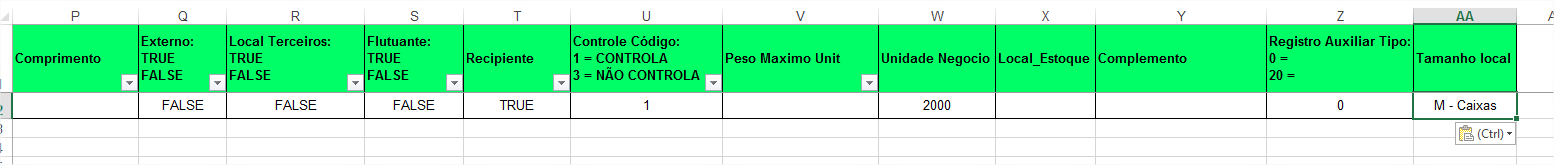 P Q R S T U V W X Y Z AA
Comprimento
Externo:
TRUE
FALSE
Local Terceiros:
TRUE
FALSE
Flutuante:
TRUE
FALSE
Recipiente
Controle Código:
1 = CONTROLA
3 = NÃO CONTROLA
Peso Maximo Unit
Unidade Negocio
Local_Estoque
Complemento
Registro Auxiliar Tipo:
0 =
20 =
Tamanho local
FALSE FALSE FALSE TRUE 1 2000 0 M - Caixas
(Ctrl)